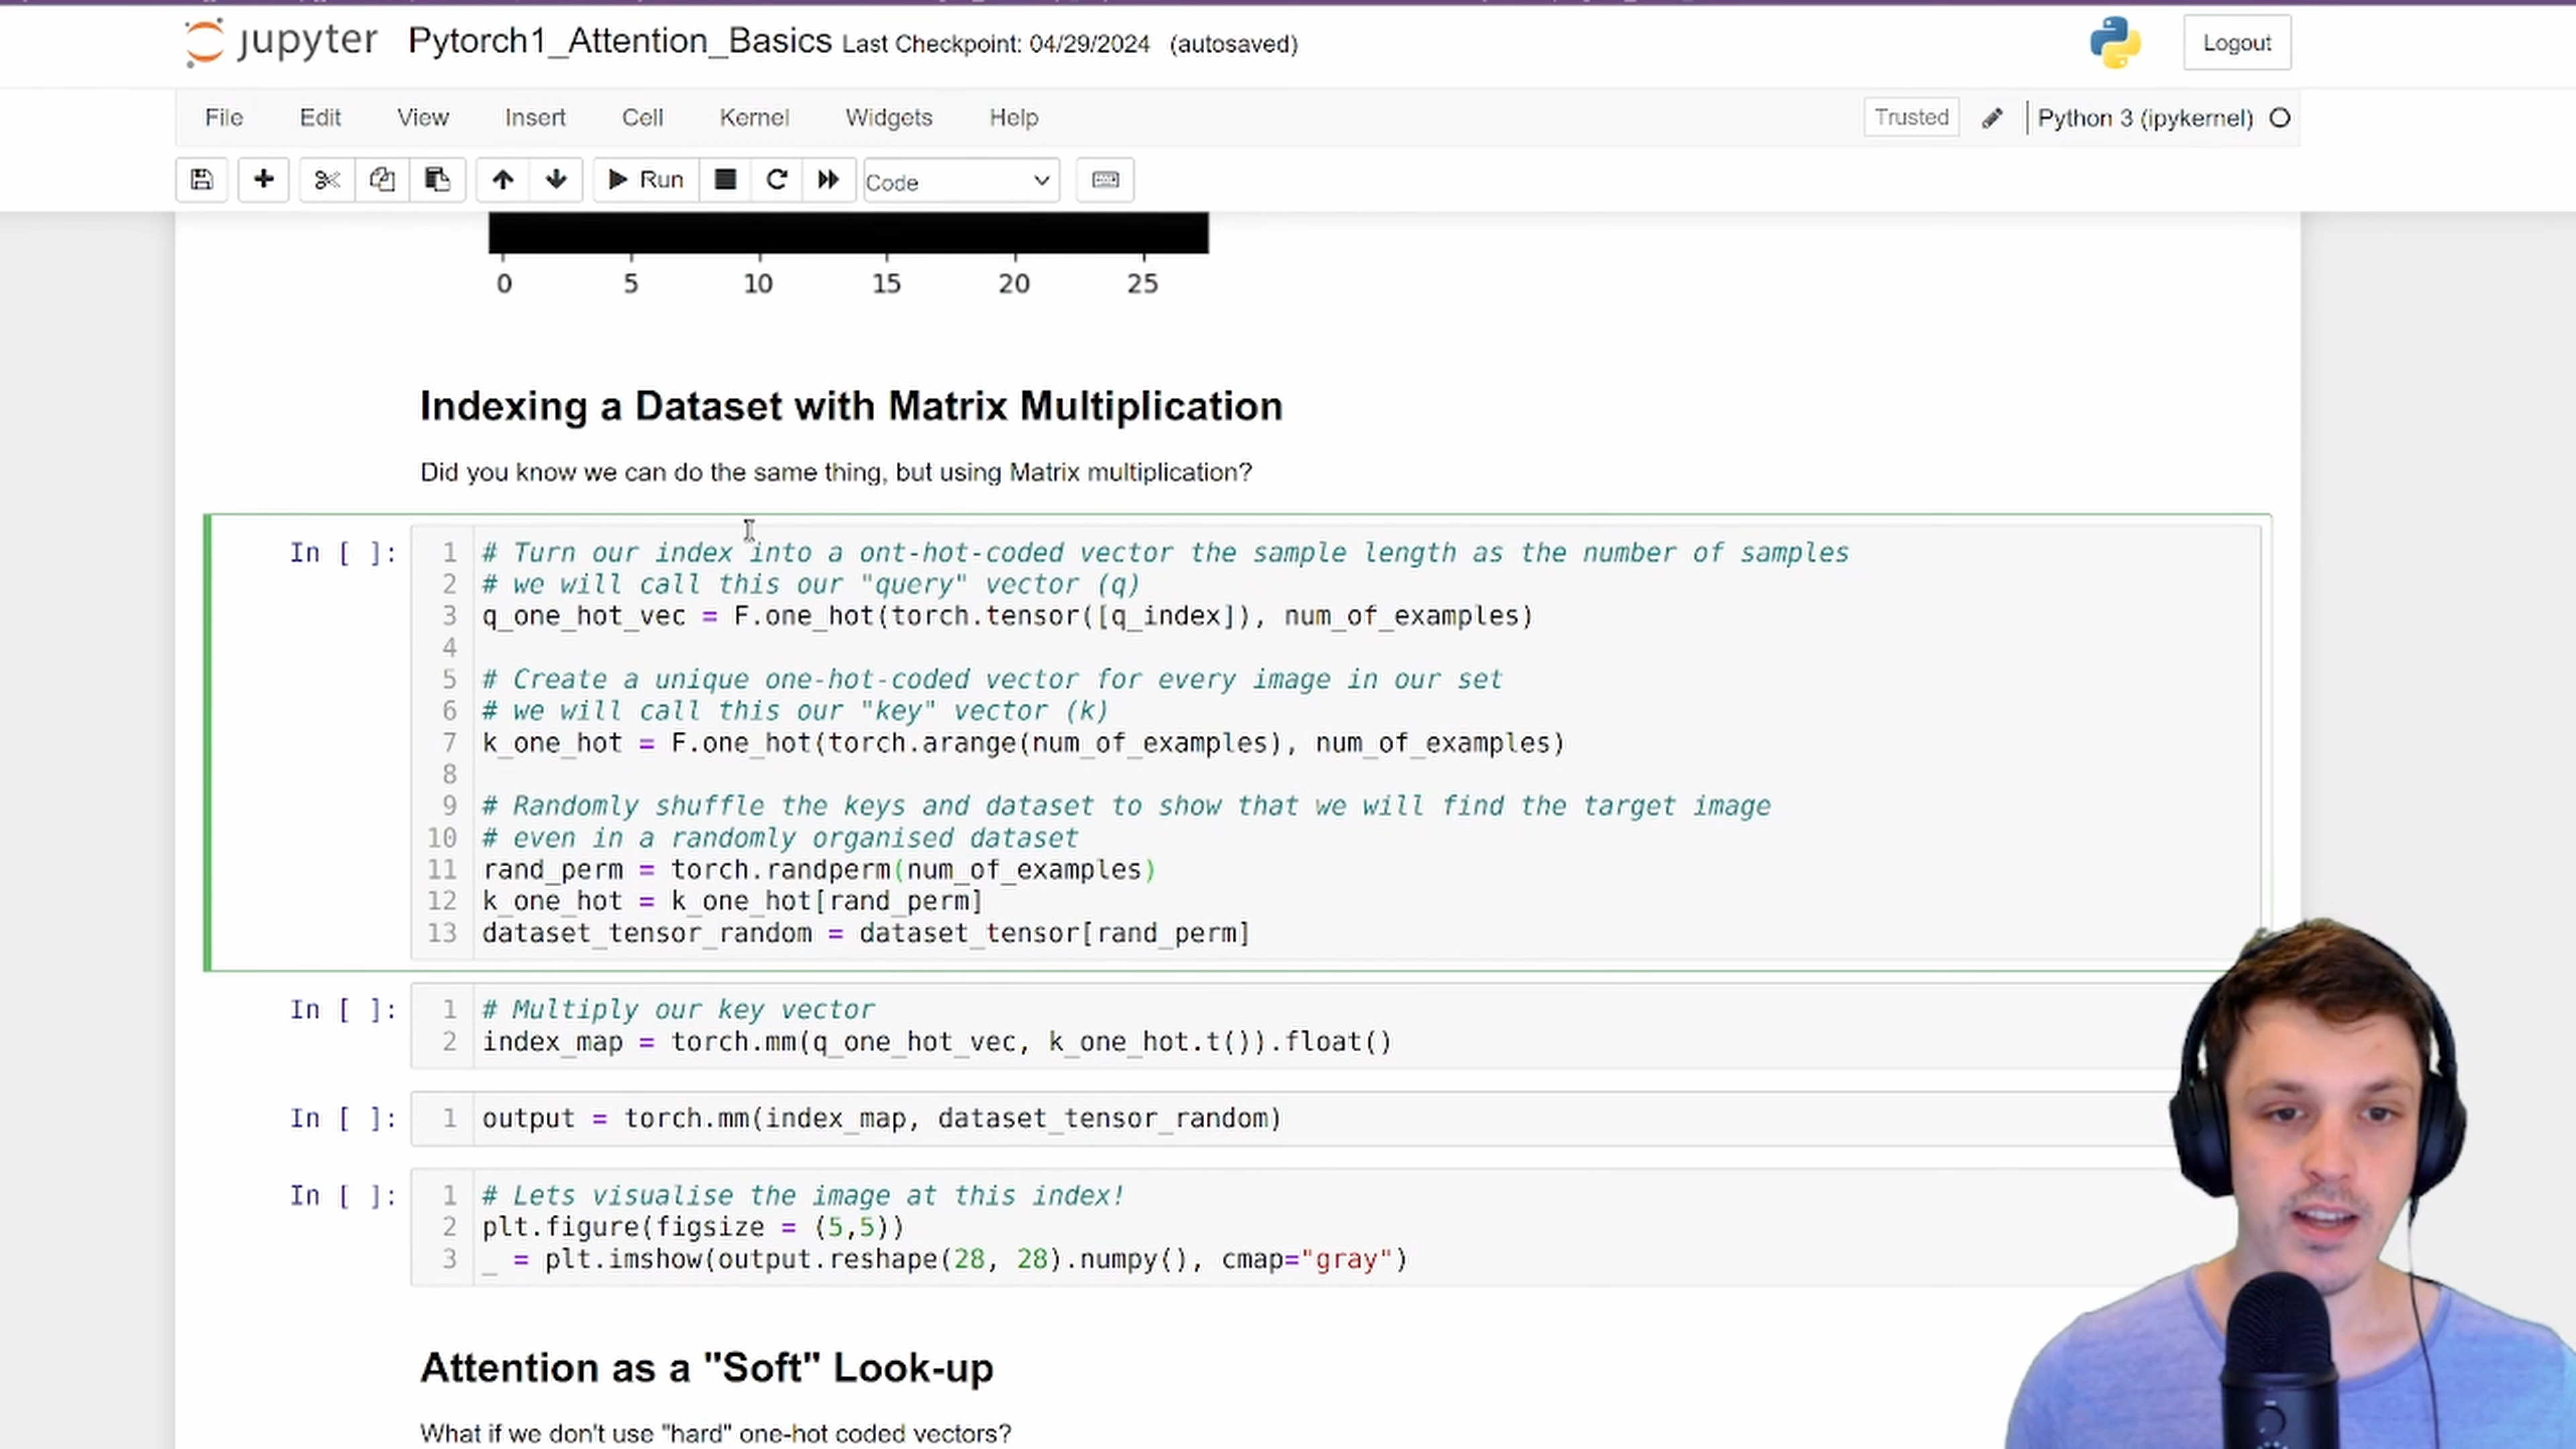 jupyter Pytorch1_Attention_Basics Last Checkpoint: 04/29/2024 (autosaved) Logout
File Edit View Insert Cell Kernel Widgets Help Trusted Python 3 (ipykernel)
Run Code
0 5 10 15 20 25
Indexing a Dataset with Matrix Multiplication
Did you know we can do the same thing, but using Matrix multiplication?
In [ ]: 1 # Turn our index into a ont-hot-coded vector the sample length as the number of samples
2 # we will call this our "query" vector (q)
3 q_one_hot_vec = F.one_hot(torch.tensor([q_index]), num_of_examples)
4
5 # Create a unique one-hot-coded vector for every image in our set
6 # we will call this our "key" vector (k)
7 k_one_hot = F.one_hot(torch.arange(num_of_examples), num_of_examples)
8
9 # Randomly shuffle the keys and dataset to show that we will find the target image
10 # even in a randomly organised dataset
11 rand_perm = torch.randperm(num_of_examples)
12 k_one_hot = k_one_hot[rand_perm]
13 dataset_tensor_random = dataset_tensor[rand_perm]
In [ ]: 1 # Multiply our key vector
2 index_map = torch.mm(q_one_hot_vec, k_one_hot.t()).float()
In [ ]: 1 output = torch.mm(index_map, dataset_tensor_random)
In [ ]: 1 # Lets visualise the image at this index!
2 plt.figure(figsize = (5,5))
3 _ = plt.imshow(output.reshape(28, 28).numpy(), cmap="gray")
Attention as a "Soft" Look-up
What if we don't use "hard" one-hot coded vectors?